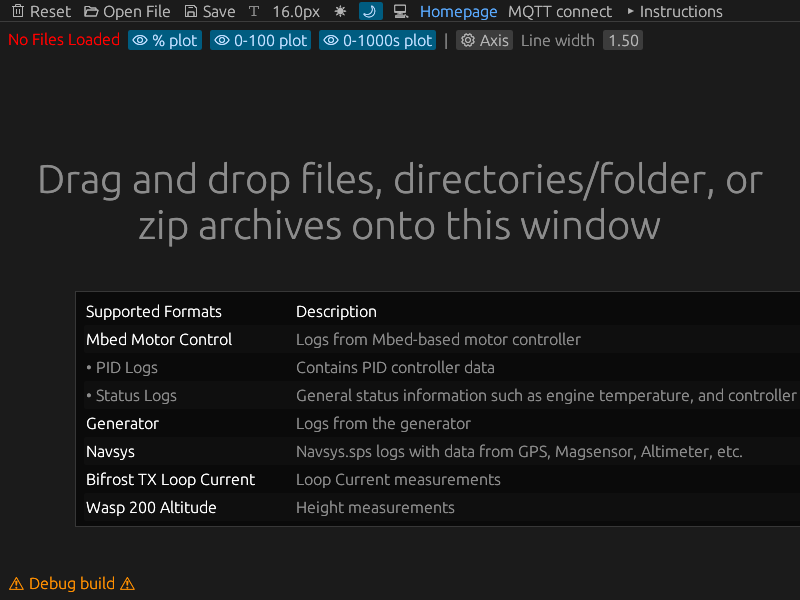 Reset Open File Save T 16.0px Homepage MQTT connect ‣ Instructions
No Files Loaded % plot 0-100 plot 0-1000s plot | Axis Line width 1.50
Drag and drop files, directories/folder, or
zip archives onto this window
Supported Formats Description
Mbed Motor Control Logs from Mbed-based motor controller
• PID Logs Contains PID controller data
• Status Logs General status information such as engine temperature, and controller
Generator Logs from the generator
Navsys Navsys.sps logs with data from GPS, Magsensor, Altimeter, etc.
Bifrost TX Loop Current Loop Current measurements
Wasp 200 Altitude Height measurements
⚠ Debug build ⚠